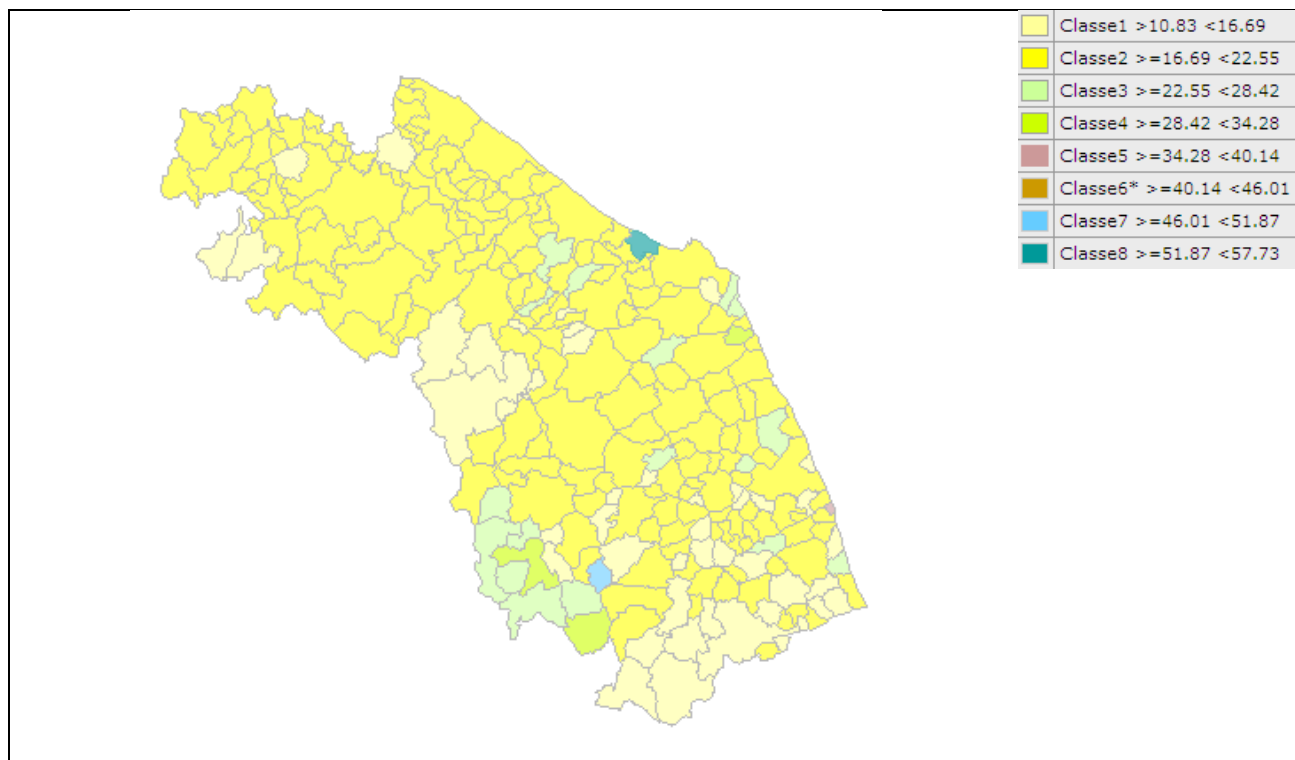 Classe1 >10.83 <16.69
Classe2 >=16.69 <22.55
Classe3 >=22.55 <28.42
Classe4 >=28.42 <34.28
Classe5 >=34.28 <40.14
Classe6* >=40.14 <46.01
Classe7 >=46.01 <51.87
Classe8 >=51.87 <57.73